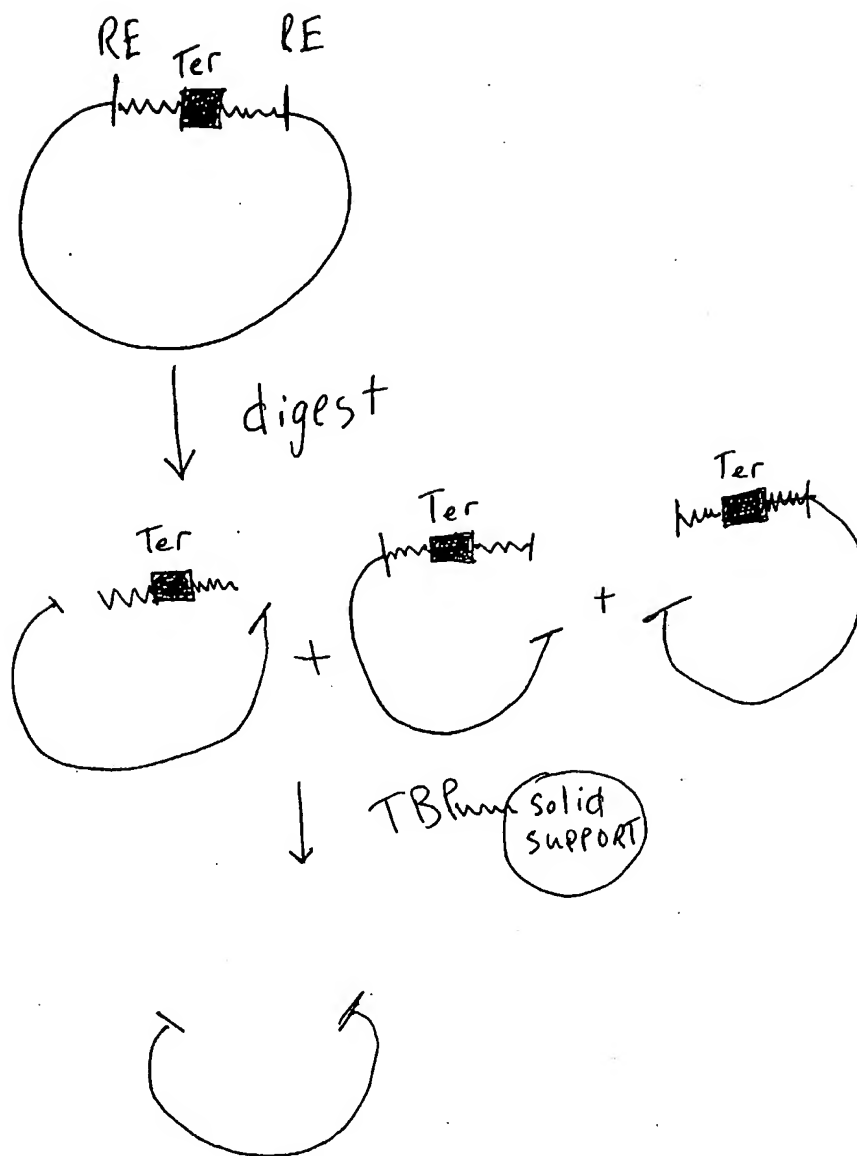 RE RE
Ter
digest
Ter Ter Ter
+ +
TBP solid
SUPPORT